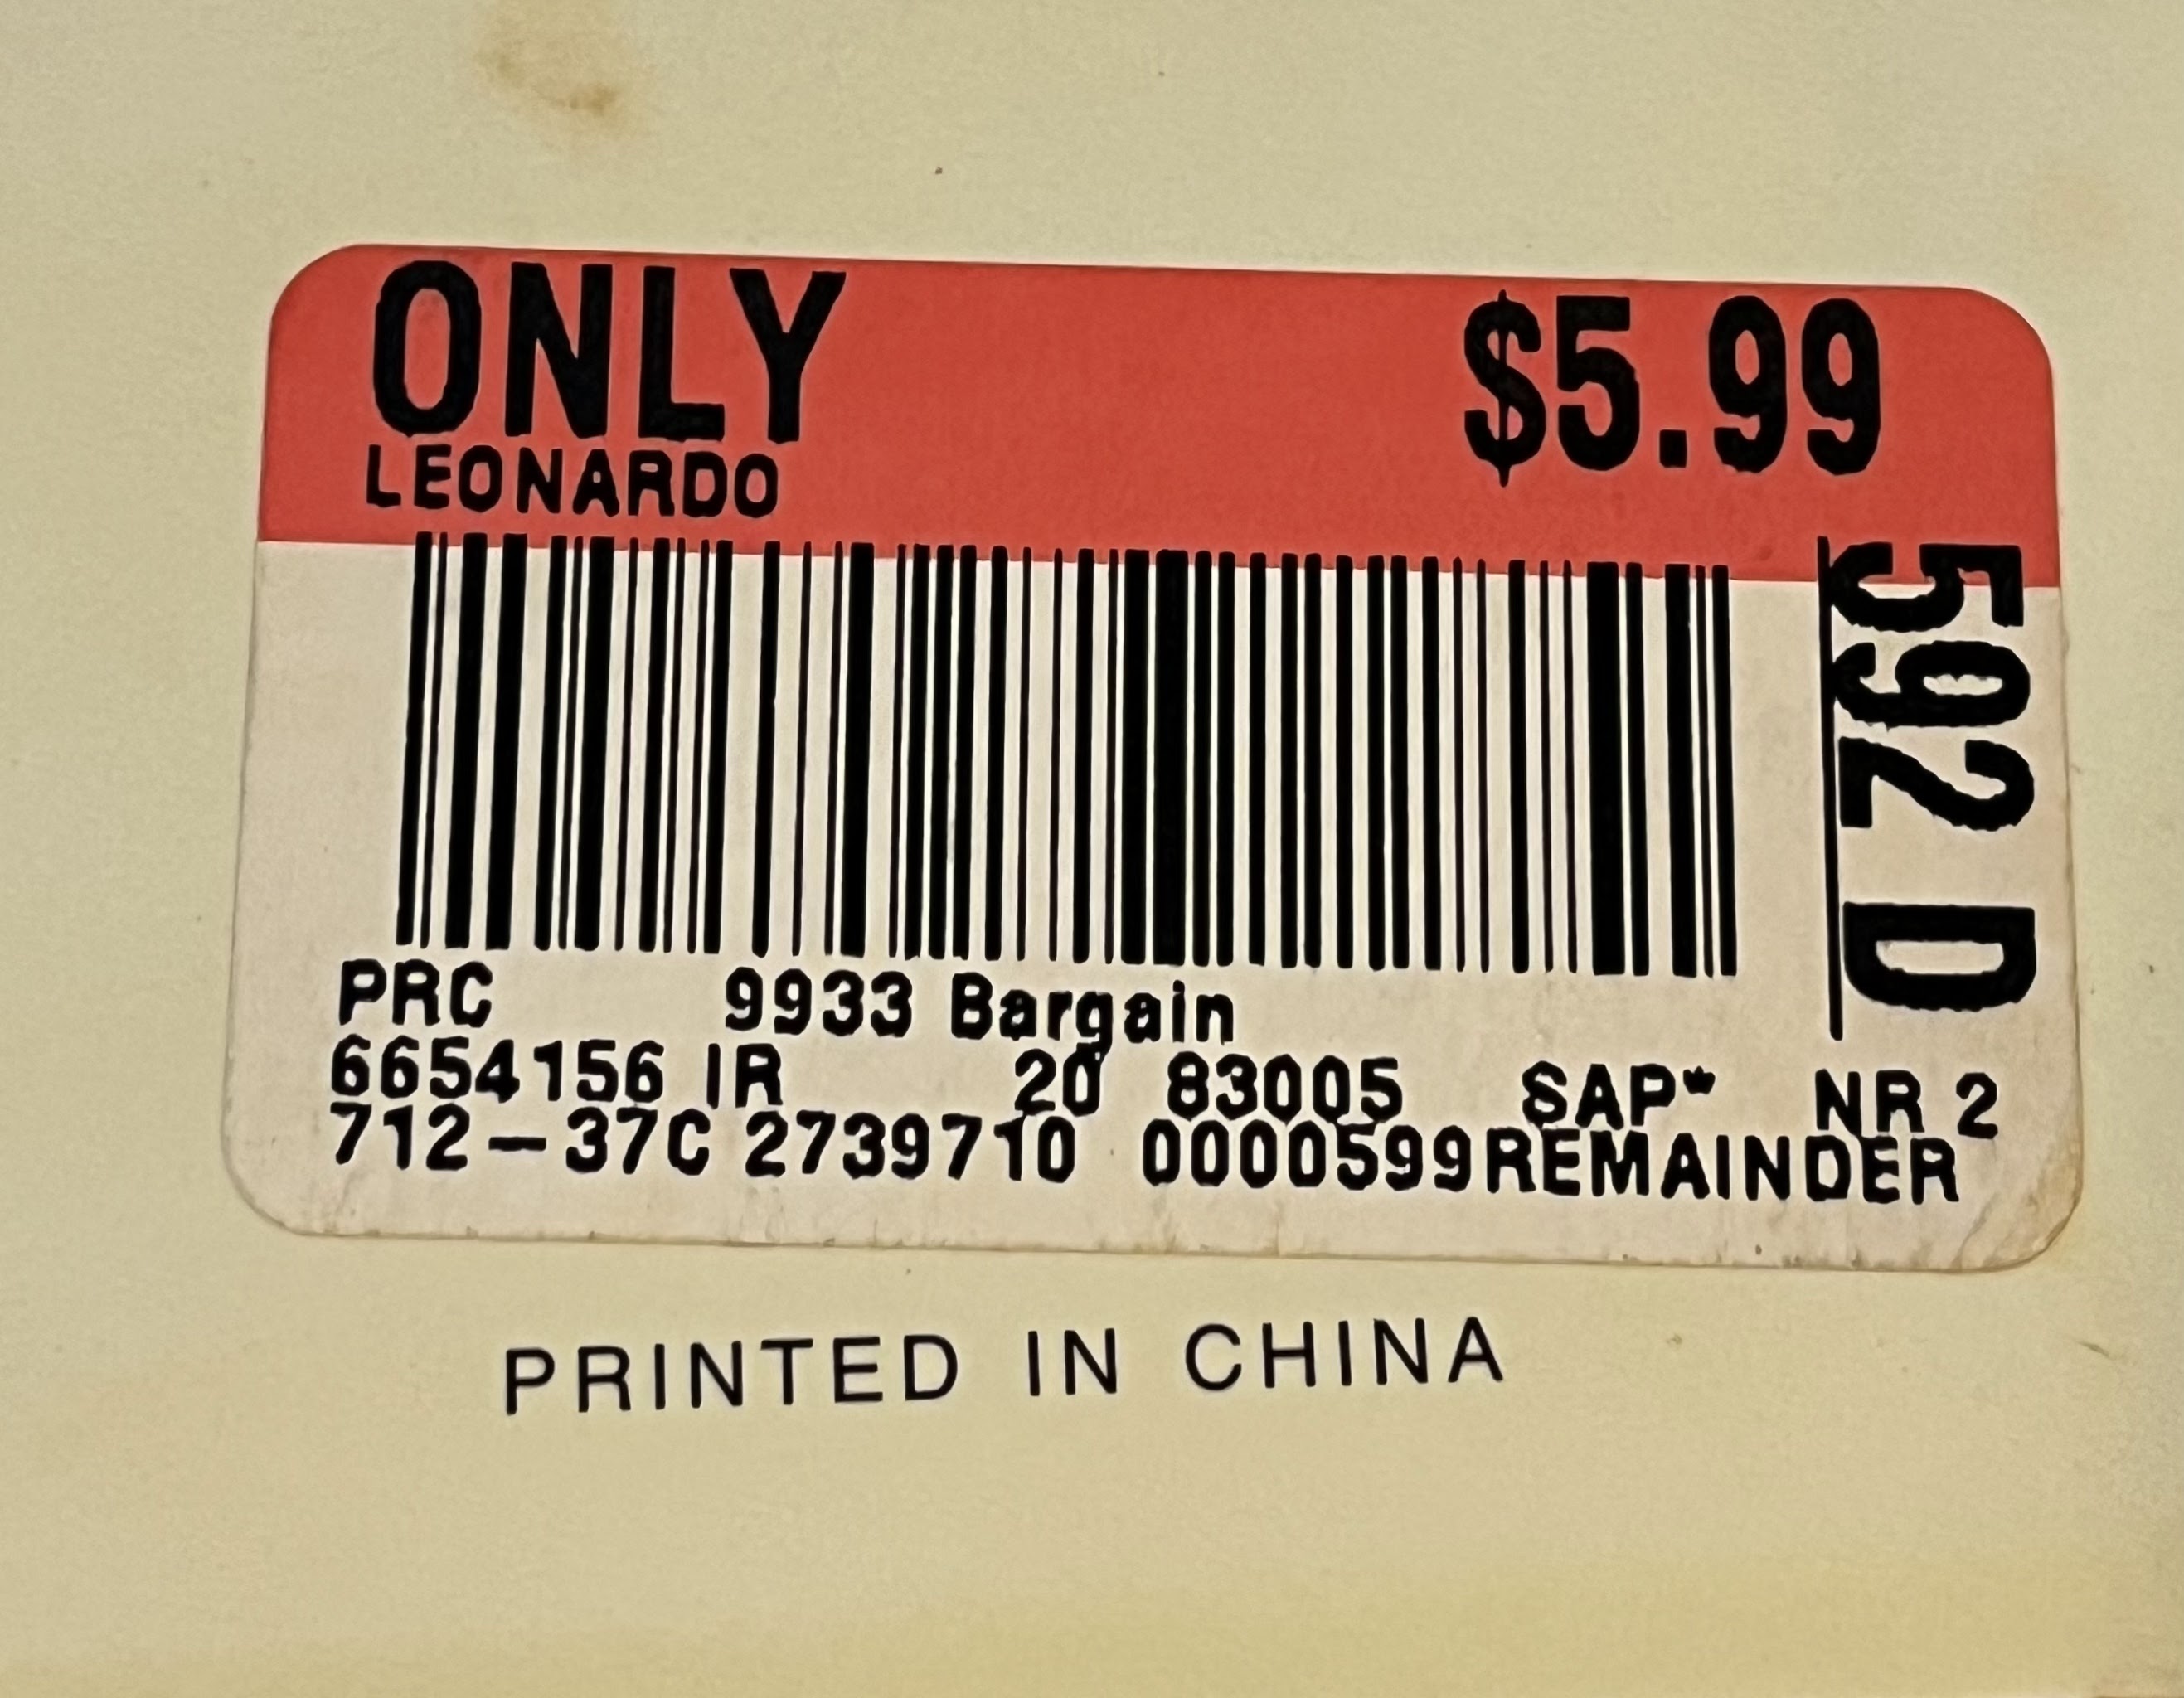 ONLY $5.99
LEONARDO
592 D
PRC 9933 Bargain
6654156 IR 20 83005 SAP* NR 2
712-37C 2739710 0000599REMAINDER
PRINTED IN CHINA